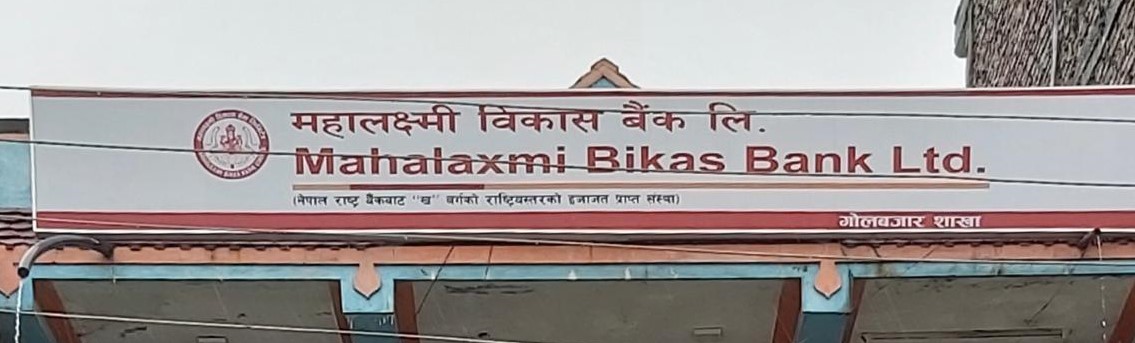 महालक्ष्मी विकास बैंक लि.
Mahalaxmi Bikas Bank Ltd.
(नेपाल राष्ट्र बैंकबाट "ख" वर्गको राष्ट्रियस्तरको इजाजत प्राप्त संस्था)
गोलबजार शाखा